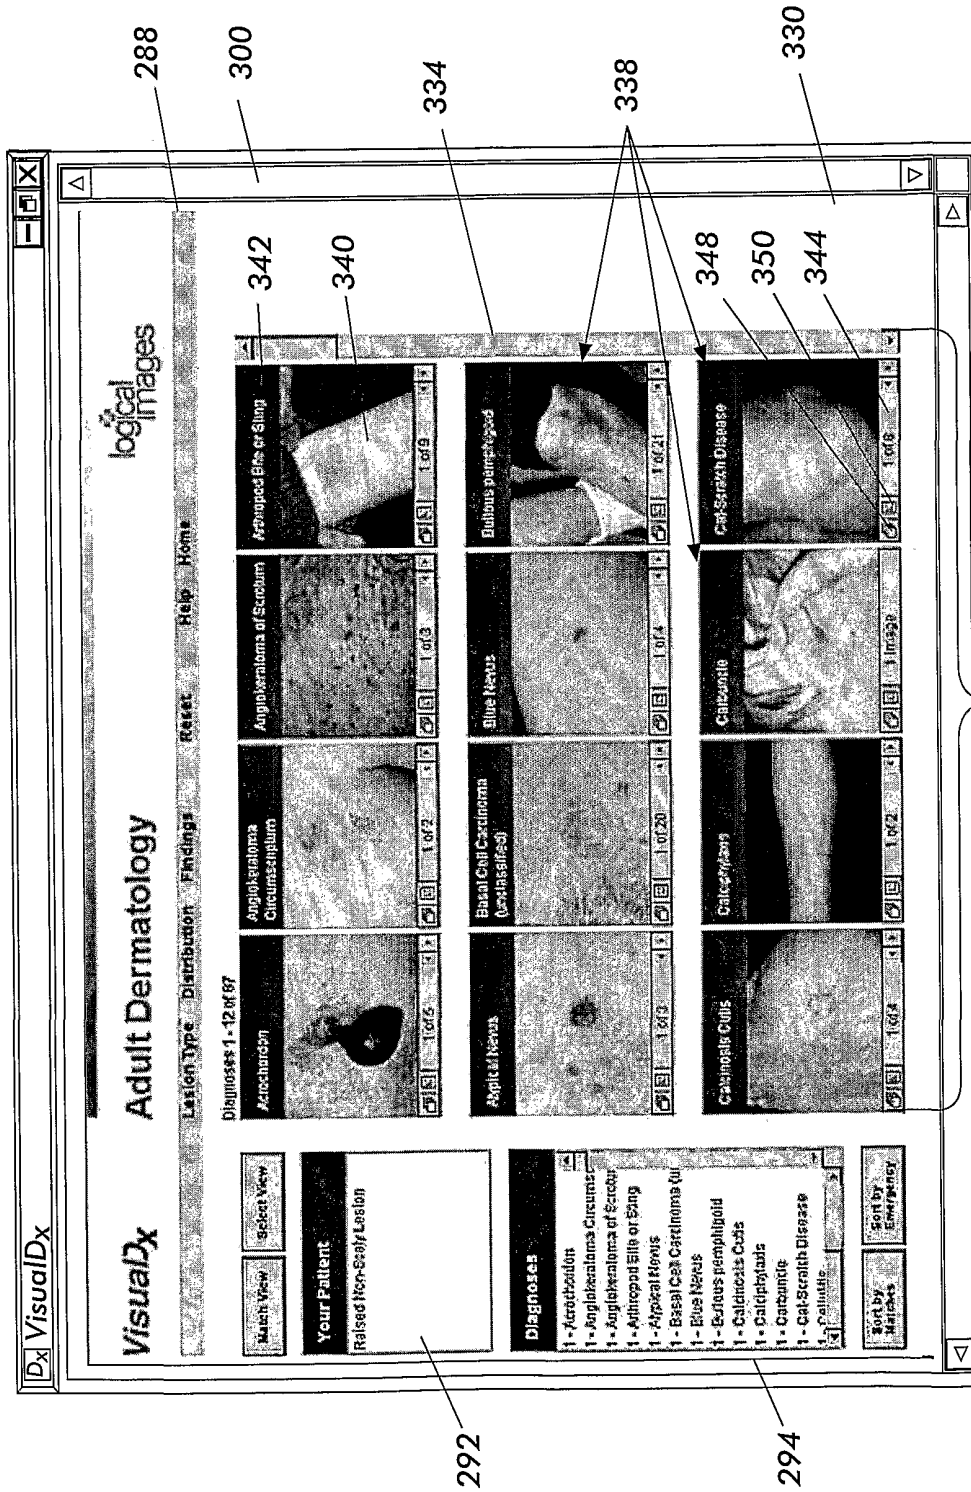 Dx VisualDx
VisualDx
Adult Dermatology
logical
images
Lesion Type Distribution Findings Reset Help Home
Match View
Select View
Your Patient
Raised Non-Scaly Lesion
Diagnoses
1 - Acrochordon
1 - Angiokeratoma Circumsc
1 - Angiokeratoma of Scrotur
1 - Arthropod Bite or Sting
1 - Atypical Nevus
1 - Basal Cell Carcinoma (ur
1 - Blue Nevus
1 - Bullous pemphigoid
1 - Calcinosis Cutis
1 - Calciphylaxis
1 - Carbuncle
1 - Cat-Scratch Disease
1 - Cellulitis
Sort by
Matches
Sort by
Emergency
Diagnoses 1 - 12 of 87
Acrochordon
1 of 5
Angiokeratoma
Circumscriptum
1 of 2
Angiokeratoma of Scrotum
1 of 3
Arthropod Bite or Sting
1 of 9
Atypical Nevus
1 of 3
Basal Cell Carcinoma
(unclassified)
1 of 20
Blue Nevus
1 of 4
Bullous pemphigoid
1 of 21
Calcinosis Cutis
1 of 4
Calciphylaxis
1 of 2
Carbuncle
1 image
Cat-Scratch Disease
1 of 8
288
300
342
340
334
338
348
350
344
330
292
294